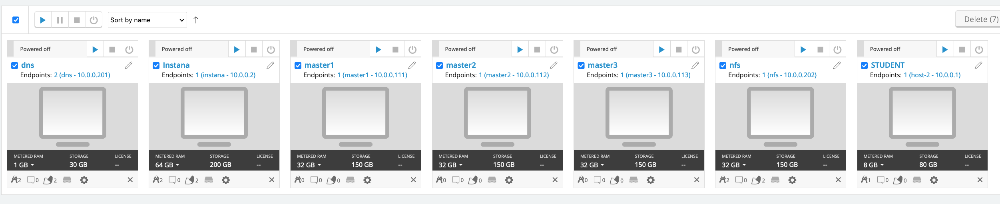 Sort by name
Delete (7)
Powered off
dns
Endpoints: 2 (dns - 10.0.0.201)
METERED RAM STORAGE LICENSE
1 GB 30 GB --
2 0 2
Powered off
Instana
Endpoints: 1 (instana - 10.0.0.2)
METERED RAM STORAGE LICENSE
64 GB 200 GB --
2 0 2
Powered off
master1
Endpoints: 1 (master1 - 10.0.0.111)
METERED RAM STORAGE LICENSE
32 GB 150 GB --
0 0 0
Powered off
master2
Endpoints: 1 (master2 - 10.0.0.112)
METERED RAM STORAGE LICENSE
32 GB 150 GB --
0 0 0
Powered off
master3
Endpoints: 1 (master3 - 10.0.0.113)
METERED RAM STORAGE LICENSE
32 GB 150 GB --
0 0 0
Powered off
nfs
Endpoints: 1 (nfs - 10.0.0.202)
METERED RAM STORAGE LICENSE
32 GB 150 GB --
2 0 2
Powered off
STUDENT
Endpoints: 1 (host-2 - 10.0.0.1)
METERED RAM STORAGE LICENSE
8 GB 80 GB --
1 0 0